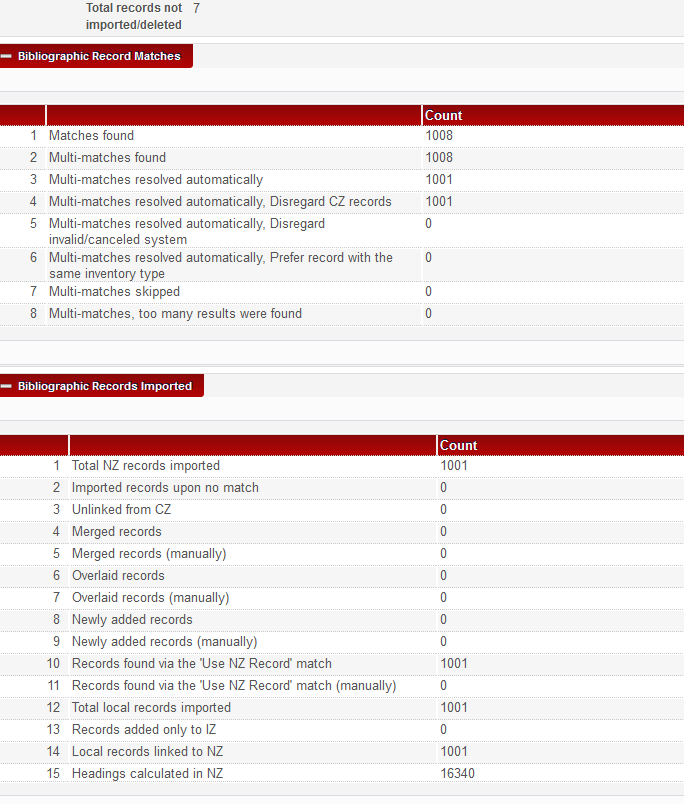 Total records not 7
imported/deleted
Bibliographic Record Matches
Count
1 Matches found 1008
2 Multi-matches found 1008
3 Multi-matches resolved automatically 1001
4 Multi-matches resolved automatically, Disregard CZ records 1001
5 Multi-matches resolved automatically, Disregard 0
invalid/canceled system
6 Multi-matches resolved automatically, Prefer record with the 0
same inventory type
7 Multi-matches skipped 0
8 Multi-matches, too many results were found 0
Bibliographic Records Imported
Count
1 Total NZ records imported 1001
2 Imported records upon no match 0
3 Unlinked from CZ 0
4 Merged records 0
5 Merged records (manually) 0
6 Overlaid records 0
7 Overlaid records (manually) 0
8 Newly added records 0
9 Newly added records (manually) 0
10 Records found via the 'Use NZ Record' match 1001
11 Records found via the 'Use NZ Record' match (manually) 0
12 Total local records imported 1001
13 Records added only to IZ 0
14 Local records linked to NZ 1001
15 Headings calculated in NZ 16340